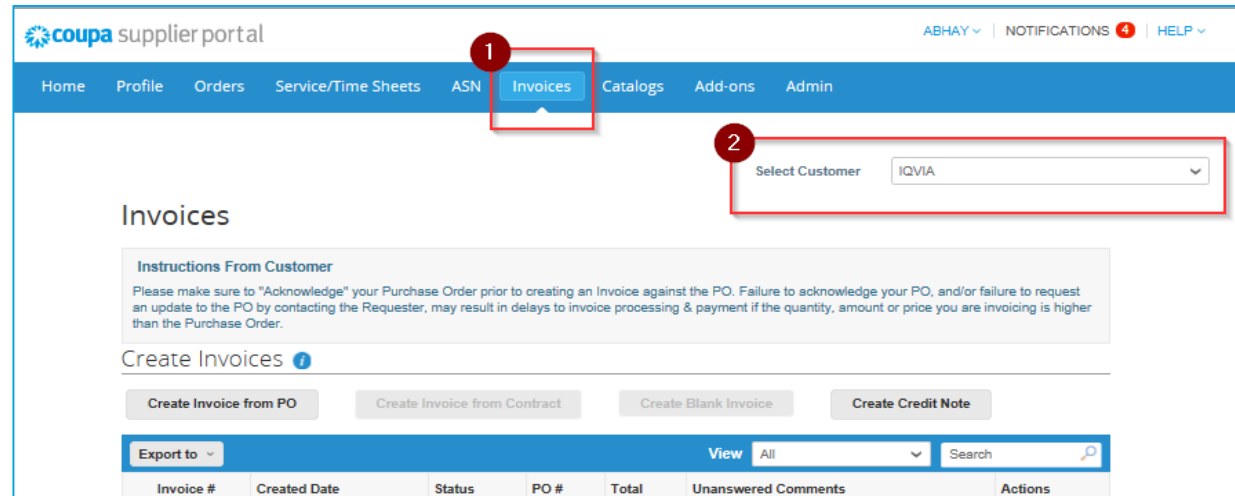 coupa supplier portal
ABHAY NOTIFICATIONS 4 HELP
1
Home Profile Orders Service/Time Sheets ASN Invoices Catalogs Add-ons Admin
2
Select Customer IQVIA
Invoices
Instructions From Customer
Please make sure to "Acknowledge" your Purchase Order prior to creating an Invoice against the PO. Failure to acknowledge your PO, and/or failure to request
an update to the PO by contacting the Requester, may result in delays to invoice processing & payment if the quantity, amount or price you are invoicing is higher
than the Purchase Order.
Create Invoices i
Create Invoice from PO Create Invoice from Contract Create Blank Invoice Create Credit Note
Export to View All Search
Invoice # Created Date Status PO # Total Unanswered Comments Actions